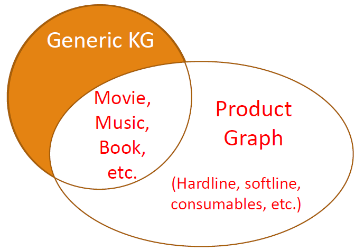 Generic KG
Movie,
Music,
Book,
etc.
Product
Graph
(Hardline, softline,
consumables, etc.)